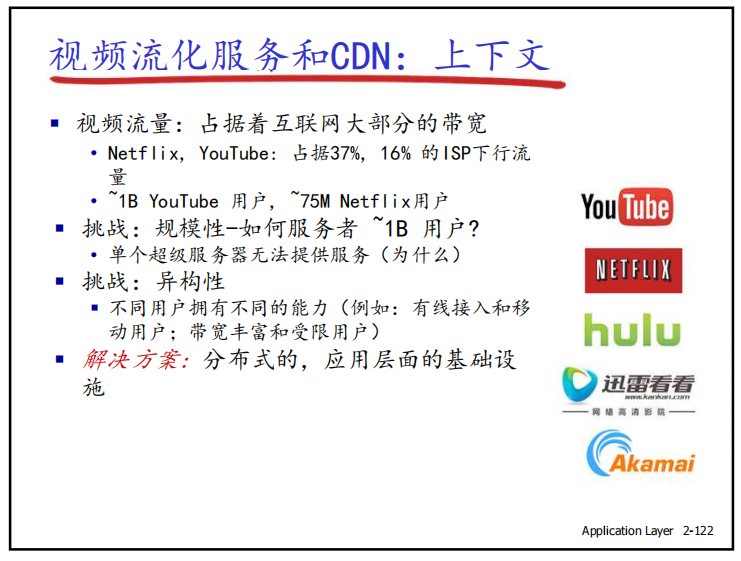 视频流化服务和CDN：上下文
▪ 视频流量：占据着互联网大部分的带宽
• Netflix, YouTube: 占据37%, 16% 的ISP下行流
量
• ~1B YouTube 用户, ~75M Netflix用户
▪ 挑战：规模性-如何服务者 ~1B 用户?
• 单个超级服务器无法提供服务（为什么）
▪ 挑战：异构性
▪ 不同用户拥有不同的能力（例如：有线接入和移
动用户；带宽丰富和受限用户）
▪ 解决方案：分布式的，应用层面的基础设
施
YouTube
NETFLIX
hulu
迅雷看看
www.kankan.com
网络高清影院
Akamai
Application Layer 2-122